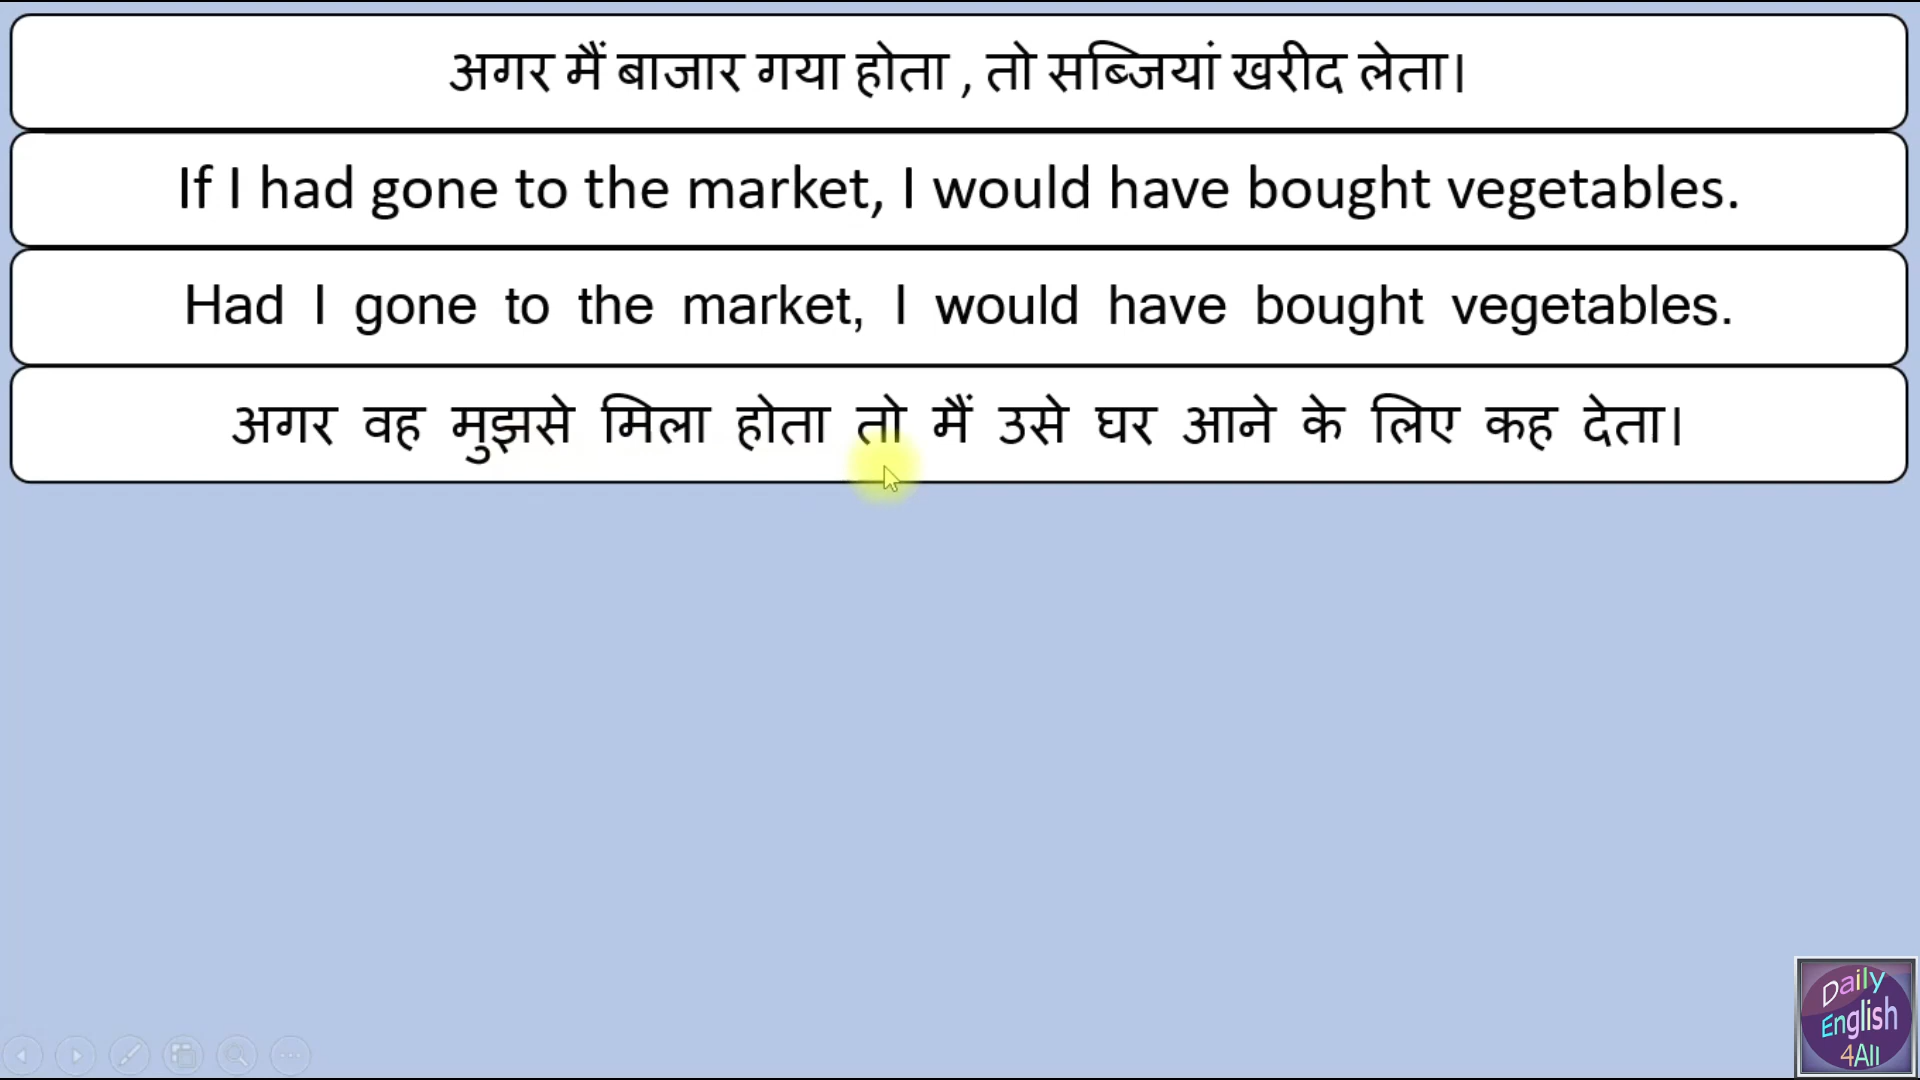 अगर मैं बाजार गया होता , तो सब्जियां खरीद लेता।
If I had gone to the market, I would have bought vegetables.
Had I gone to the market, I would have bought vegetables.
अगर वह मुझसे मिला होता तो मैं उसे घर आने के लिए कह देता।
Daily
English
4All